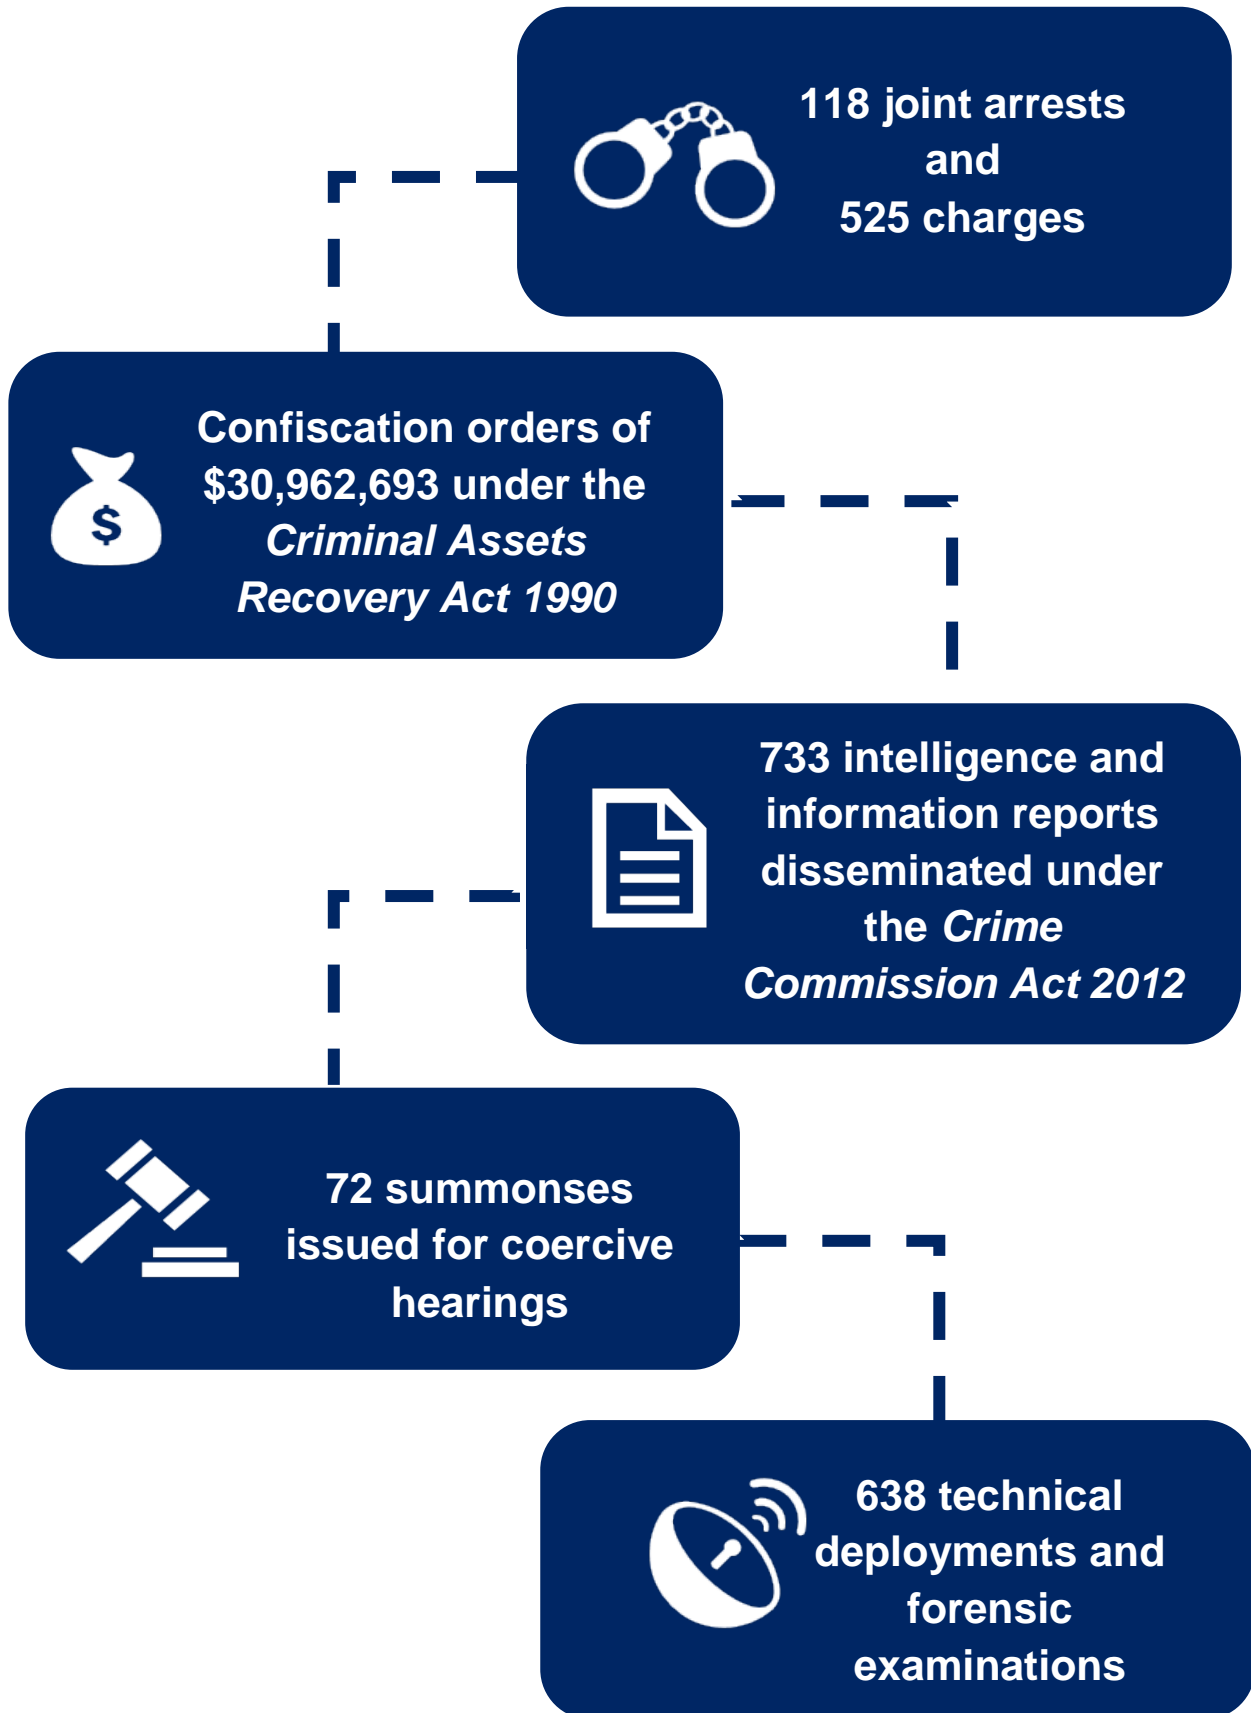 118 joint arrests
and
525 charges
Confiscation orders of
$30,962,693 under the
Criminal Assets
Recovery Act 1990
$
733 intelligence and
information reports
disseminated under
the Crime
Commission Act 2012
72 summonses
issued for coercive
hearings
638 technical
deployments and
forensic
examinations